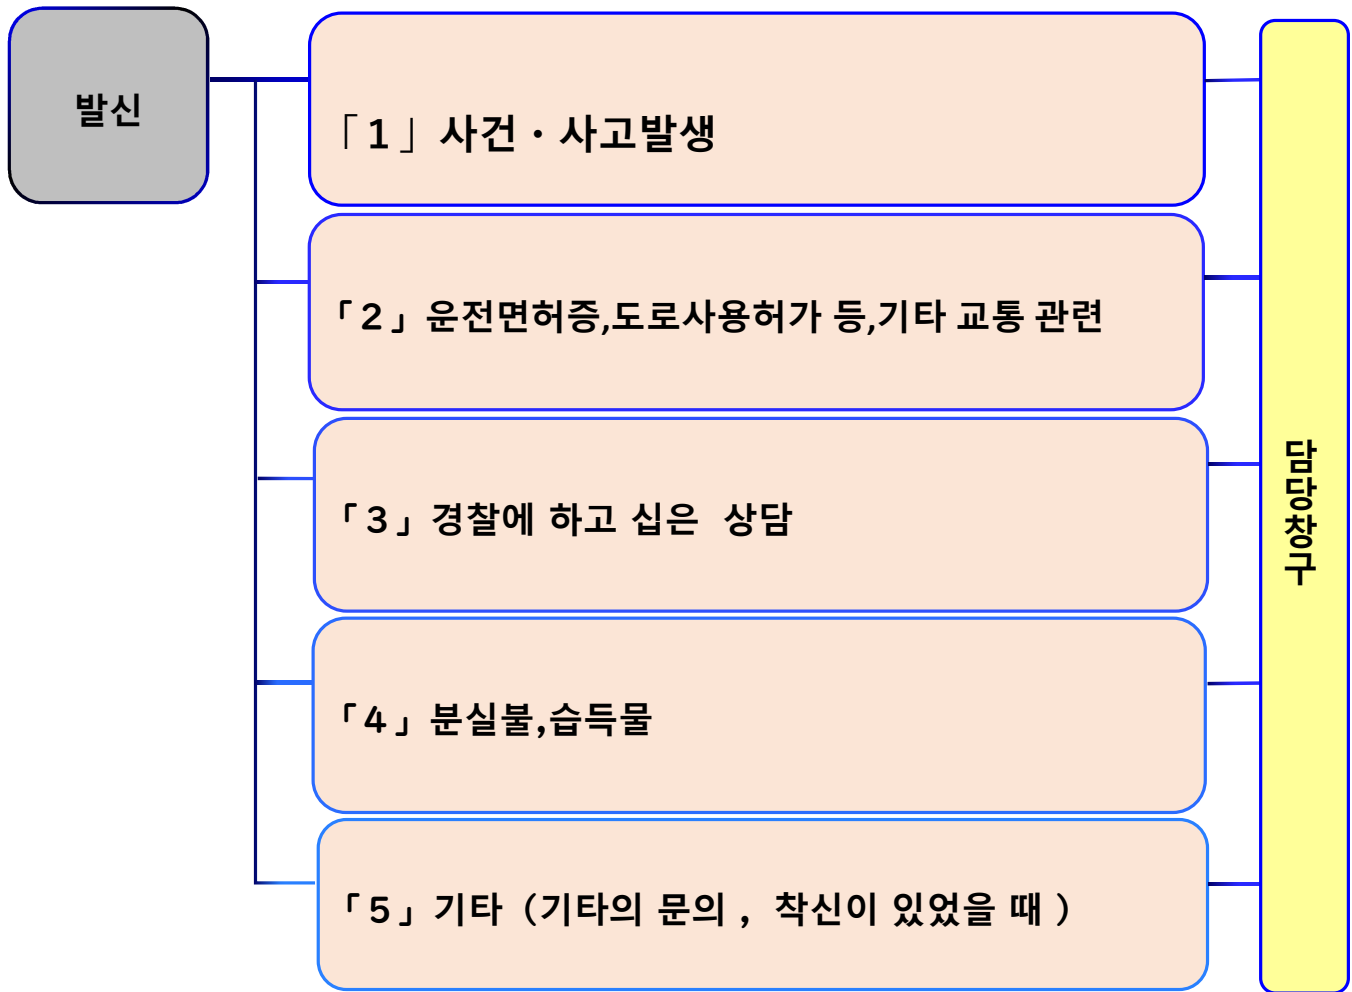 발신
「1」 사건・사고발생
「2」운전면허증,도로사용허가 등,기타 교통 관련
「3」경찰에 하고 십은 상담
「4」분실불,습득물
「5」기타（기타의 문의 , 착신이 있었을 때 ）
담당창구